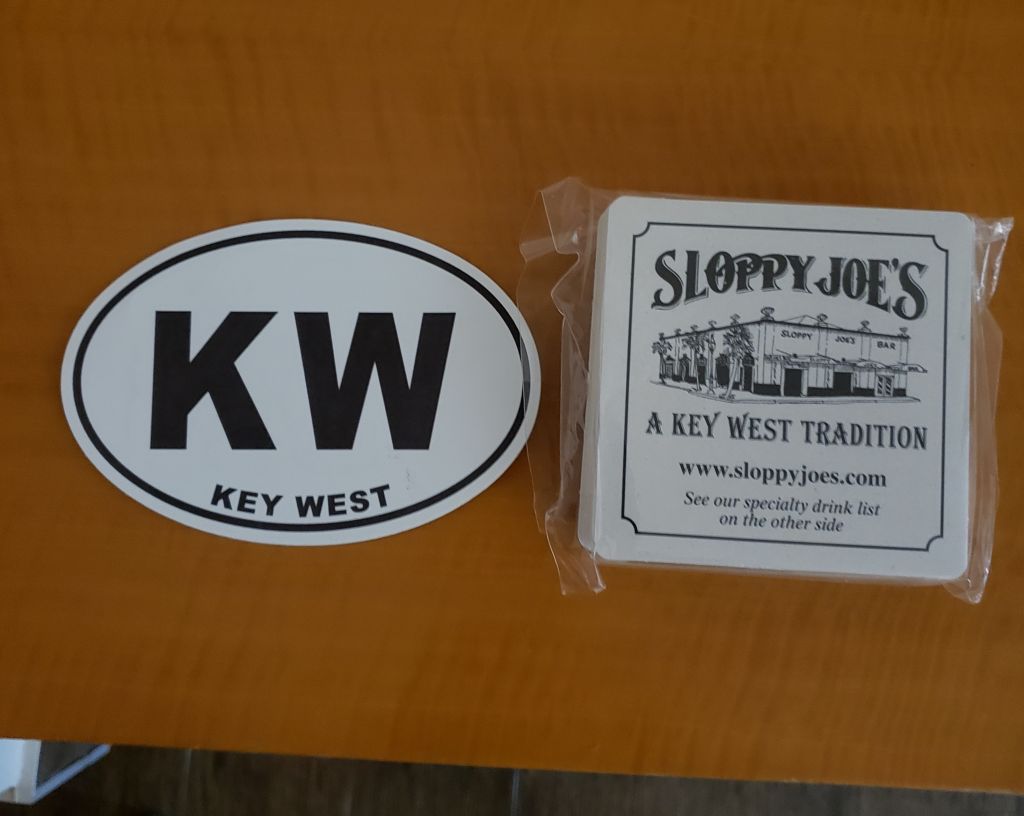 KW
KEY WEST
SLOPPY JOE'S
SLOPPY JOE'S BAR
A KEY WEST TRADITION
www.sloppyjoes.com
See our specialty drink list
on the other side